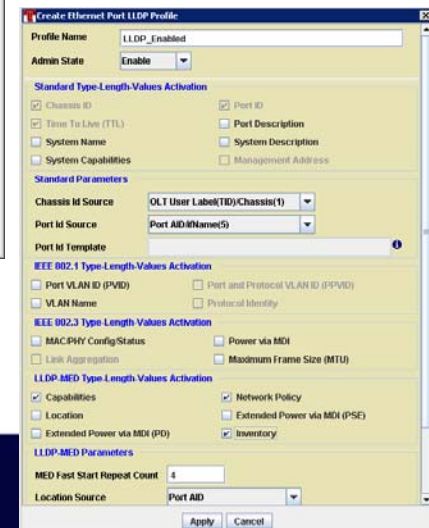 Create Ethernet Port LLDP Profile
Profile Name LLDP_Enabled
Admin State Enable
Standard Type-Length-Values Activation
Chassis ID Port ID
Time To Live (TTL) Port Description
System Name System Description
System Capabilities Management Address
Standard Parameters
Chassis Id Source OLT User Label(TID)/Chassis(1)
Port Id Source Port AID/ifName(5)
Port Id Template
IEEE 802.1 Type-Length-Values Activation
Port VLAN ID (PVID) Port and Protocol VLAN ID (PPVID)
VLAN Name Protocol Identity
IEEE 802.3 Type-Length-Values Activation
MAC/PHY Config/Status Power via MDI
Link Aggregation Maximum Frame Size (MTU)
LLDP-MED Type-Length-Values Activation
Capabilities Network Policy
Location Extended Power via MDI (PSE)
Extended Power via MDI (PD) Inventory
LLDP-MED Parameters
MED Fast Start Repeat Count 4
Location Source Port AID
Apply Cancel